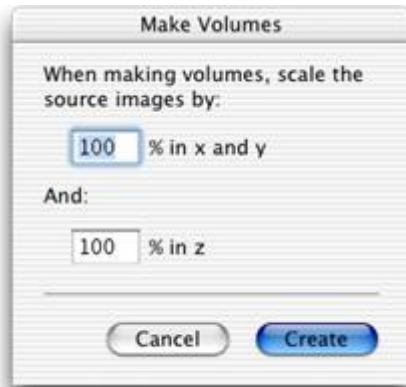 Make Volumes
When making volumes, scale the
source images by:
100 % in x and y
And:
100 % in z
Cancel Create